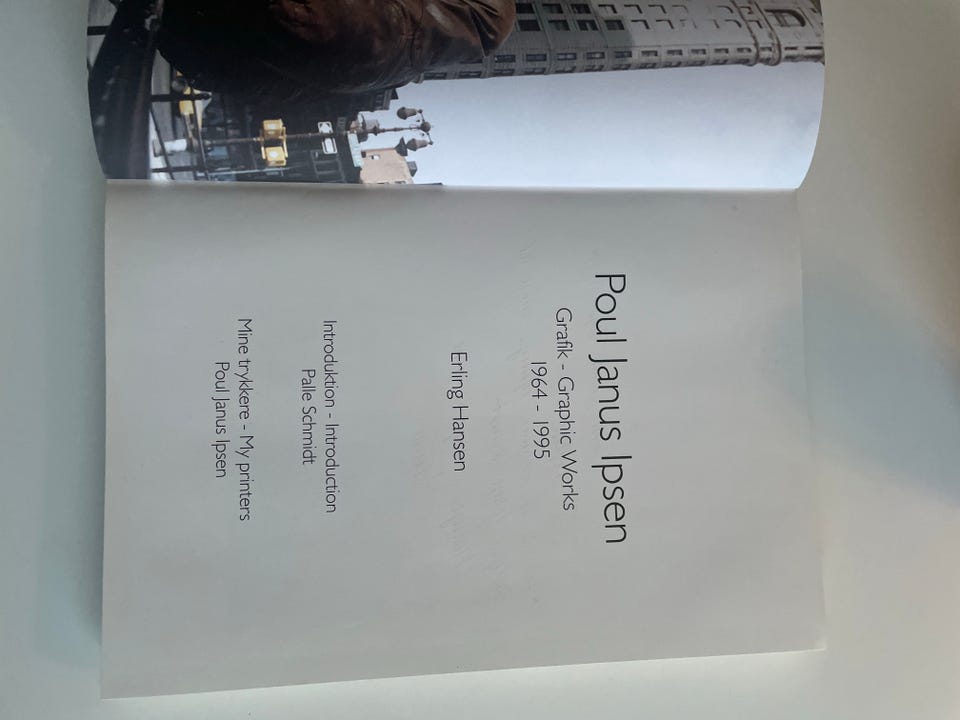 Poul Janus Ipsen
Grafik - Graphic Works
1964 - 1995
Erling Hansen
Introduktion - Introduction
Palle Schmidt
Mine trykkere - My printers
Poul Janus Ipsen